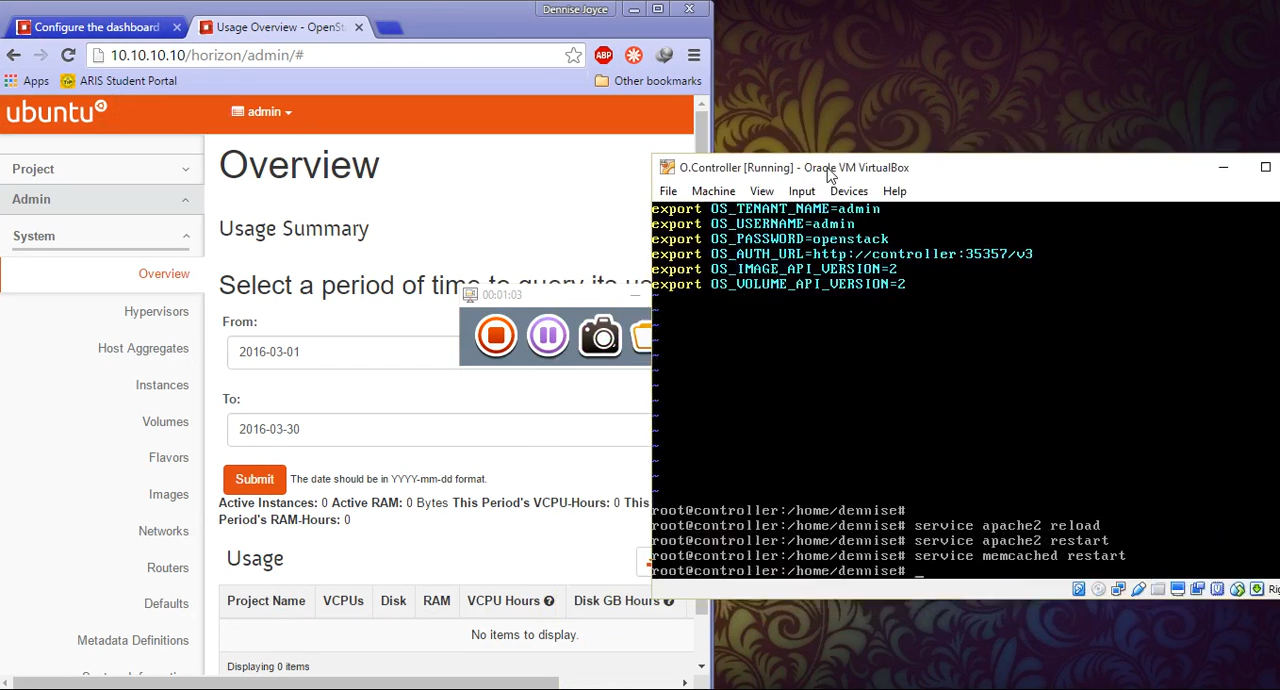 Dennise Joyce
Configure the dashboard
Usage Overview - OpenSt
10.10.10.10/horizon/admin/#
ABP
Apps
ARIS Student Portal
Other bookmarks
ubuntu
admin
Project
Admin
System
Overview
Hypervisors
Host Aggregates
Instances
Volumes
Flavors
Images
Networks
Routers
Defaults
Metadata Definitions
Overview
Usage Summary
Select a period of time to query its u
From:
2016-03-01
To:
2016-03-30
Submit
The date should be in YYYY-mm-dd format.
Active Instances: 0 Active RAM: 0 Bytes This Period's VCPU-Hours: 0 This
Period's RAM-Hours: 0
Usage
Project Name VCPUs Disk RAM VCPU Hours Disk GB Hours
No items to display.
Displaying 0 items
00:01:03
O.Controller [Running] - Oracle VM VirtualBox
File Machine View Input Devices Help
export OS_TENANT_NAME=admin
export OS_USERNAME=admin
export OS_PASSWORD=openstack
export OS_AUTH_URL=http://controller:35357/v3
export OS_IMAGE_API_VERSION=2
export OS_VOLUME_API_VERSION=2
~
~
~
~
~
~
~
~
~
~
~
~
~
~
root@controller:/home/dennise#
root@controller:/home/dennise# service apache2 reload
root@controller:/home/dennise# service apache2 restart
root@controller:/home/dennise# service memcached restart
root@controller:/home/dennise# _